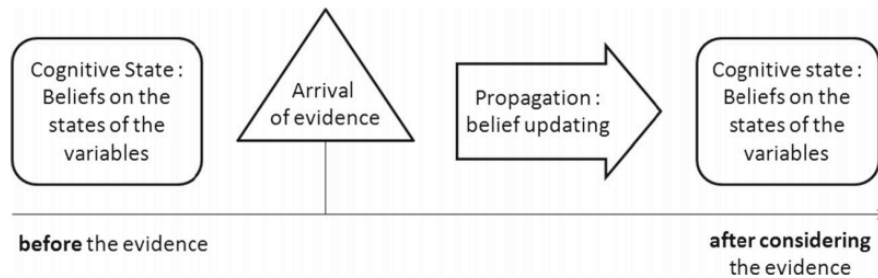 Cognitive State :
Beliefs on the
states of the
variables
Arrival
of evidence
Propagation :
belief updating
Cognitive state :
Beliefs on the
states of the
variables
before the evidence
after considering
the evidence